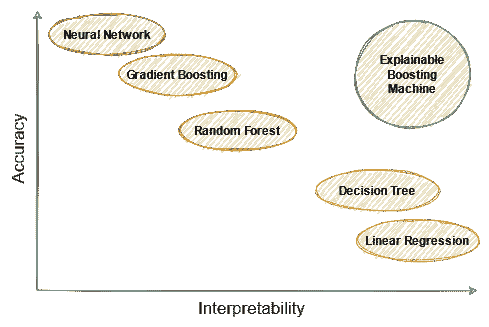 Neural Network
Gradient Boosting
Explainable
Boosting
Machine
Random Forest
Decision Tree
Linear Regression
Accuracy
Interpretability